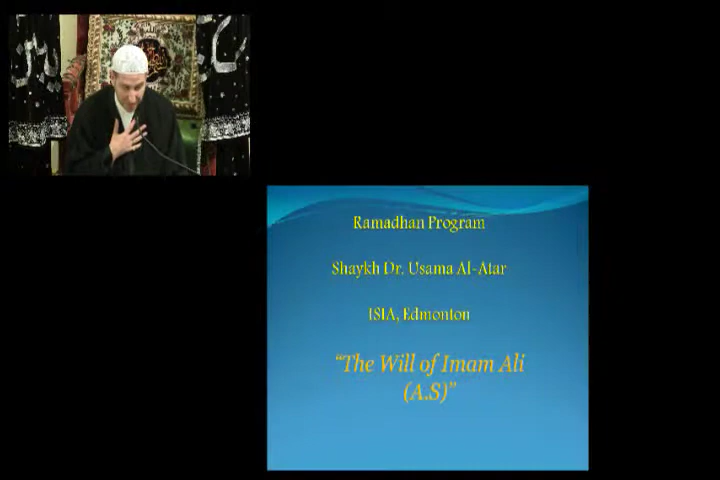 Ramadhan Program
Shaykh Dr. Usama Al-Atar
ISIA, Edmonton
“The Will of Imam Ali
(A.S)”